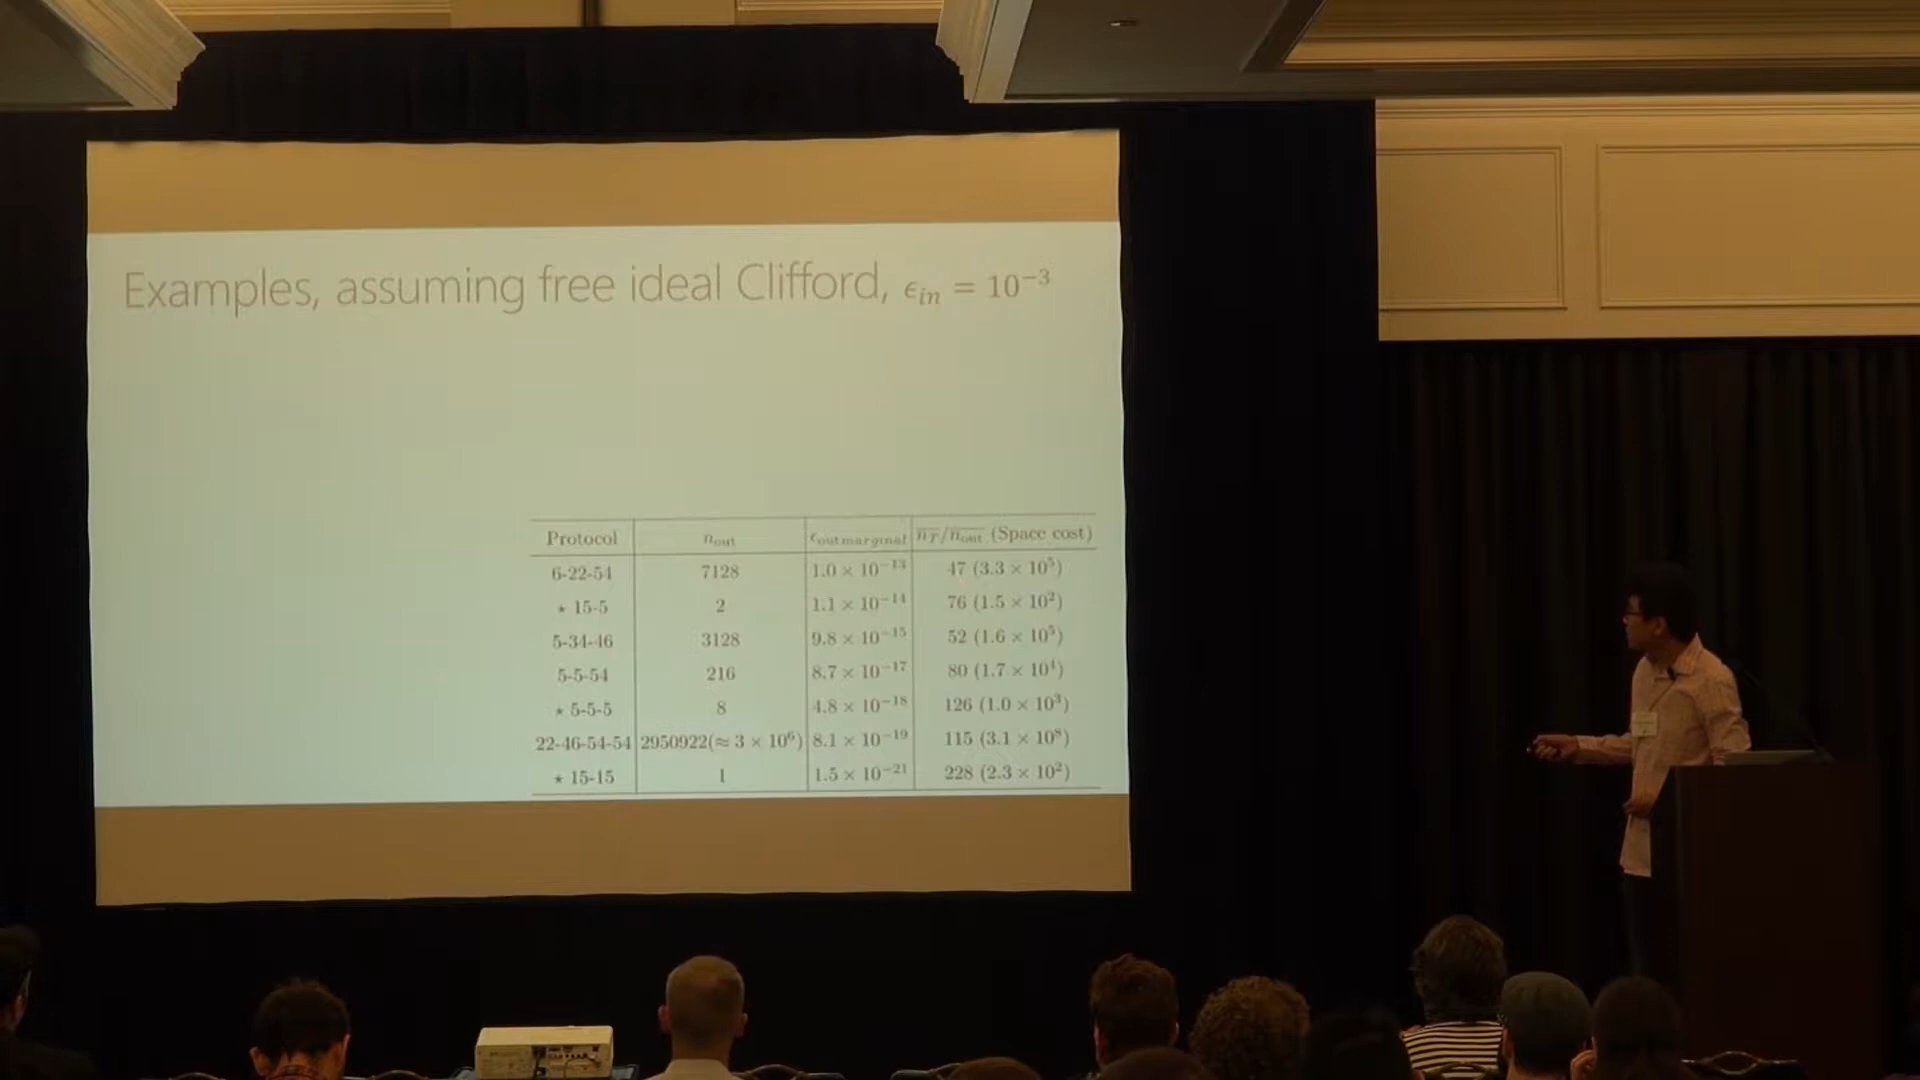 Examples, assuming free ideal Clifford, ϵ_in = 10^−3
Protocol n_out ϵ_out marginal n_T/n_out (Space cost)
6-22-54 7128 1.0 × 10^−13 47 (3.3 × 10^5)
⋆ 15-5 2 1.1 × 10^−14 76 (1.5 × 10^2)
5-34-46 3128 9.8 × 10^−15 52 (1.6 × 10^5)
5-5-54 216 8.7 × 10^−17 80 (1.7 × 10^4)
⋆ 5-5-5 8 4.8 × 10^−18 126 (1.0 × 10^3)
22-46-54-54 2950922(≈ 3 × 10^6) 8.1 × 10^−19 115 (3.1 × 10^8)
⋆ 15-15 1 1.5 × 10^−21 228 (2.3 × 10^2)